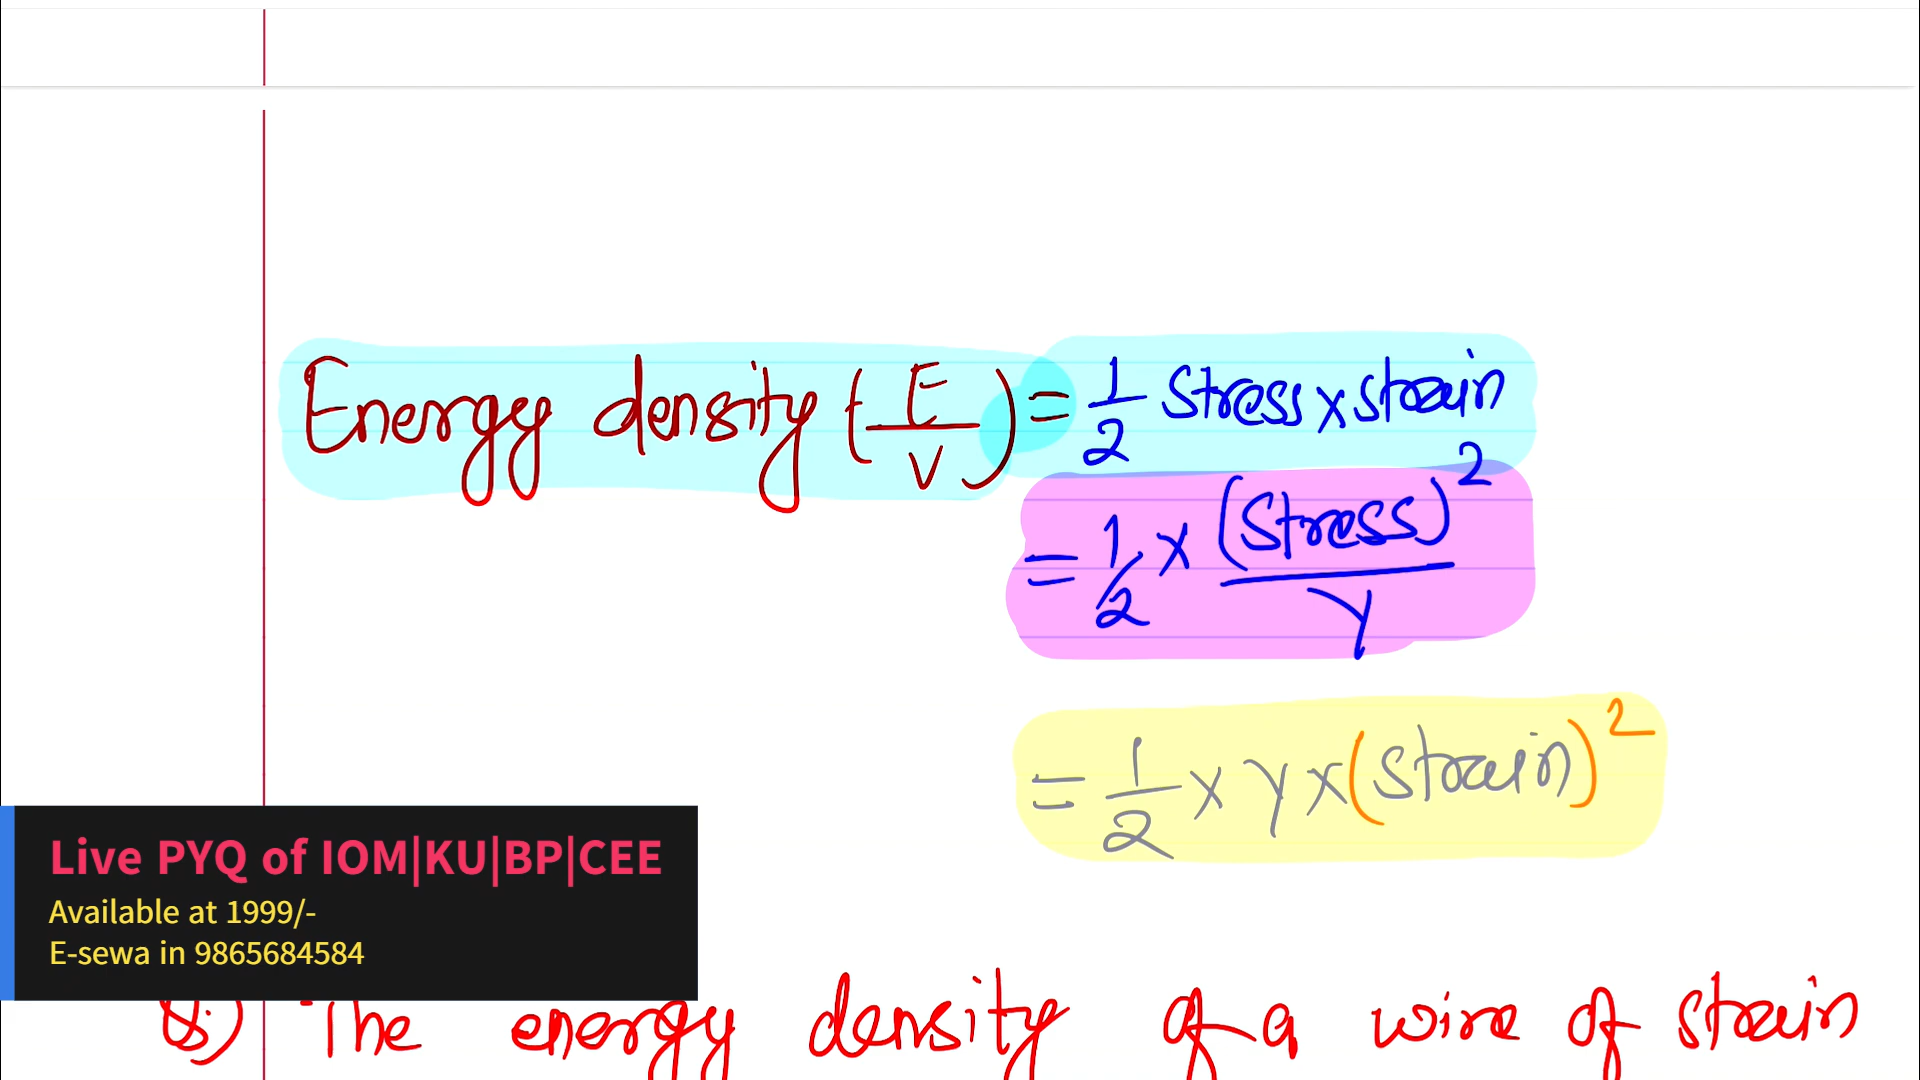 Energy density (E/V) = 1/2 stress x strain
= 1/2 x (stress)² / Y
= 1/2 x Y x (strain)²
Live PYQ of IOM|KU|BP|CEE
Available at 1999/-
E-sewa in 9865684584
Q.) The energy density of a wire of strain